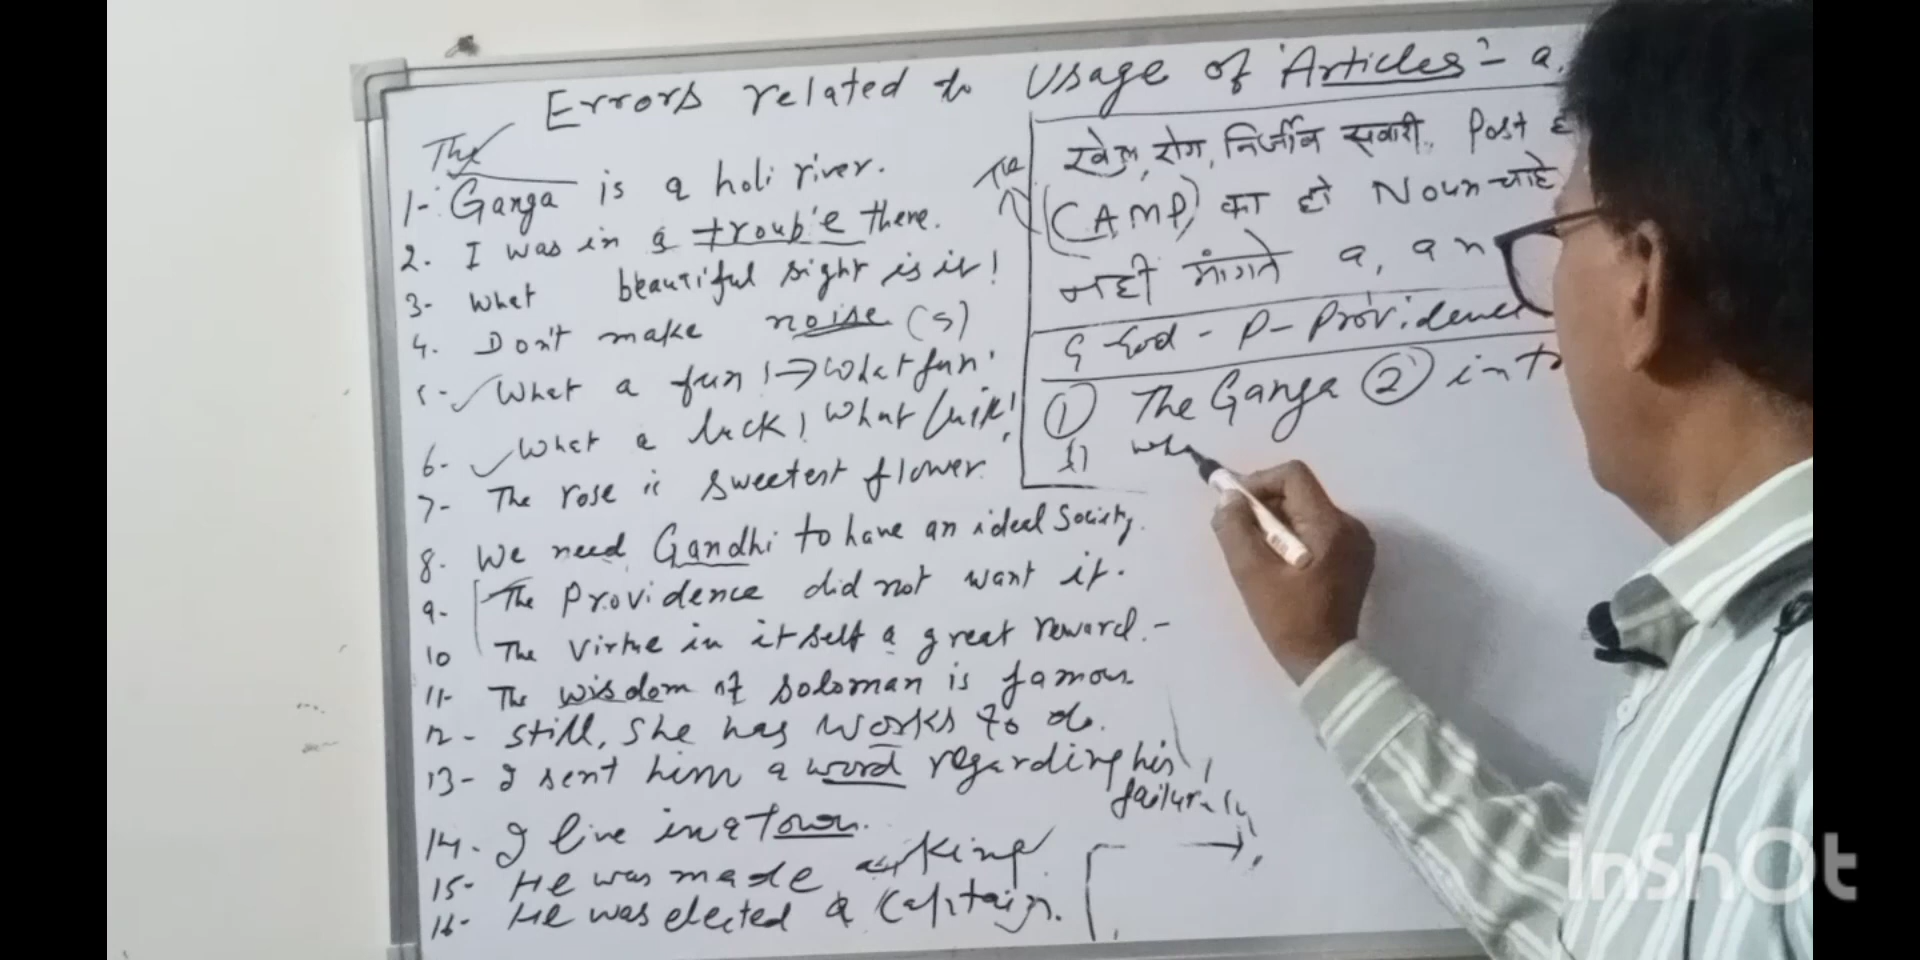 Errors related to Usage of Articles :- a.
The
1- Ganga is a holi river.
2. I was in a trouble there.
3- What beautiful sight is it!
4. Don't make noise (s)
What a fun! → What fun!
6- What a luck! What luck!
7- The rose is sweetest flower.
8. We need Gandhi to have an ideal Society.
9. The Providence did not want it.
10 The virtue in itself a great reward.-
11- The wisdom of soloman is famous
12- Still, She has works to do.
13- I sent him a word regarding his
14. I live in a town.
15- He was made a King
16- He was elected a Captain.
The
खेल, रोग, निर्जीव सवारी, Post
(CAMP) का हो Noun चाहे
नहीं मांगते a, an
G God - P- Providence
① The Ganga ②
InShOt